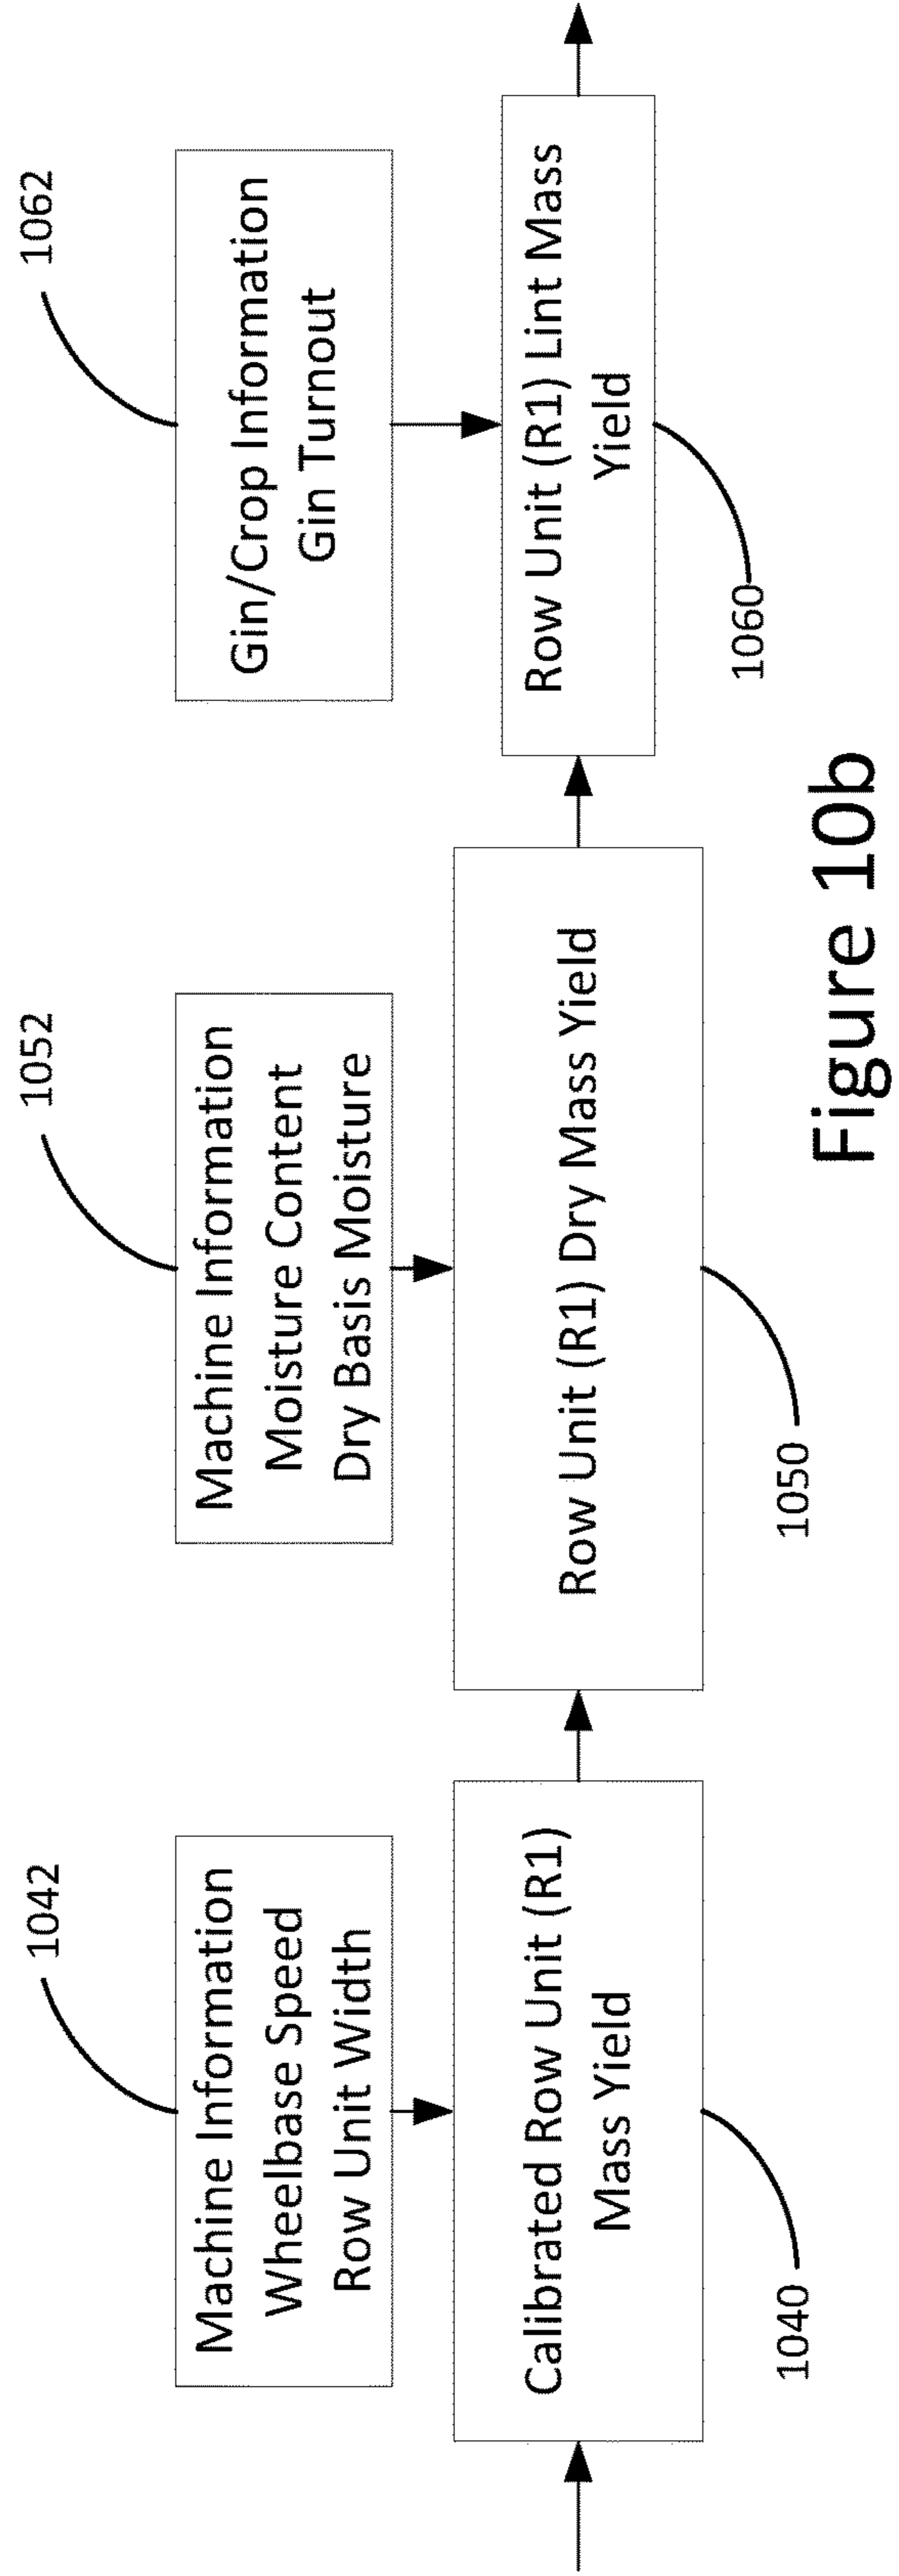 1042
Machine Information
Wheelbase Speed
Row Unit Width
Calibrated Row Unit (R1)
Mass Yield
1040
1052
Machine Information
Moisture Content
Dry Basis Moisture
Row Unit (R1) Dry Mass Yield
1050
1062
Gin/Crop Information
Gin Turnout
Row Unit (R1) Lint Mass
Yield
1060
Figure 10b